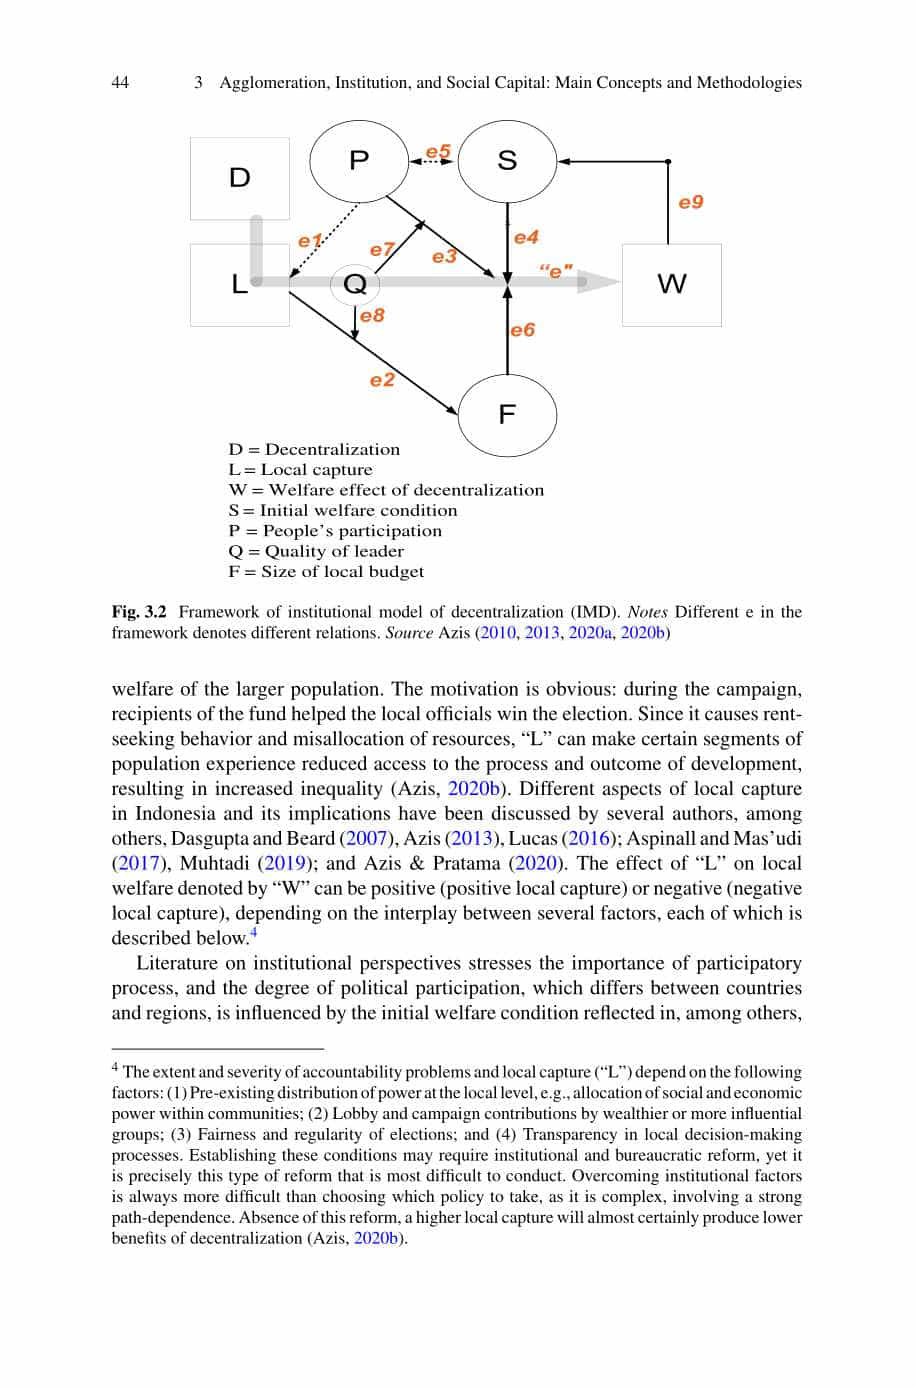 44 3 Agglomeration, Institution, and Social Capital: Main Concepts and Methodologies
D
P
e5
S
e9
e1
e7
e3
e4
"e"
L
Q
W
e8
e6
e2
F
D = Decentralization
L = Local capture
W = Welfare effect of decentralization
S = Initial welfare condition
P = People's participation
Q = Quality of leader
F = Size of local budget
Fig. 3.2 Framework of institutional model of decentralization (IMD). Notes Different e in the
framework denotes different relations. Source Azis (2010, 2013, 2020a, 2020b)
welfare of the larger population. The motivation is obvious: during the campaign,
recipients of the fund helped the local officials win the election. Since it causes rent-
seeking behavior and misallocation of resources, “L” can make certain segments of
population experience reduced access to the process and outcome of development,
resulting in increased inequality (Azis, 2020b). Different aspects of local capture
in Indonesia and its implications have been discussed by several authors, among
others, Dasgupta and Beard (2007), Azis (2013), Lucas (2016); Aspinall and Mas’udi
(2017), Muhtadi (2019); and Azis & Pratama (2020). The effect of “L” on local
welfare denoted by “W” can be positive (positive local capture) or negative (negative
local capture), depending on the interplay between several factors, each of which is
described below.4
Literature on institutional perspectives stresses the importance of participatory
process, and the degree of political participation, which differs between countries
and regions, is influenced by the initial welfare condition reflected in, among others,
4 The extent and severity of accountability problems and local capture (“L”) depend on the following
factors: (1) Pre-existing distribution of power at the local level, e.g., allocation of social and economic
power within communities; (2) Lobby and campaign contributions by wealthier or more influential
groups; (3) Fairness and regularity of elections; and (4) Transparency in local decision-making
processes. Establishing these conditions may require institutional and bureaucratic reform, yet it
is precisely this type of reform that is most difficult to conduct. Overcoming institutional factors
is always more difficult than choosing which policy to take, as it is complex, involving a strong
path-dependence. Absence of this reform, a higher local capture will almost certainly produce lower
benefits of decentralization (Azis, 2020b).